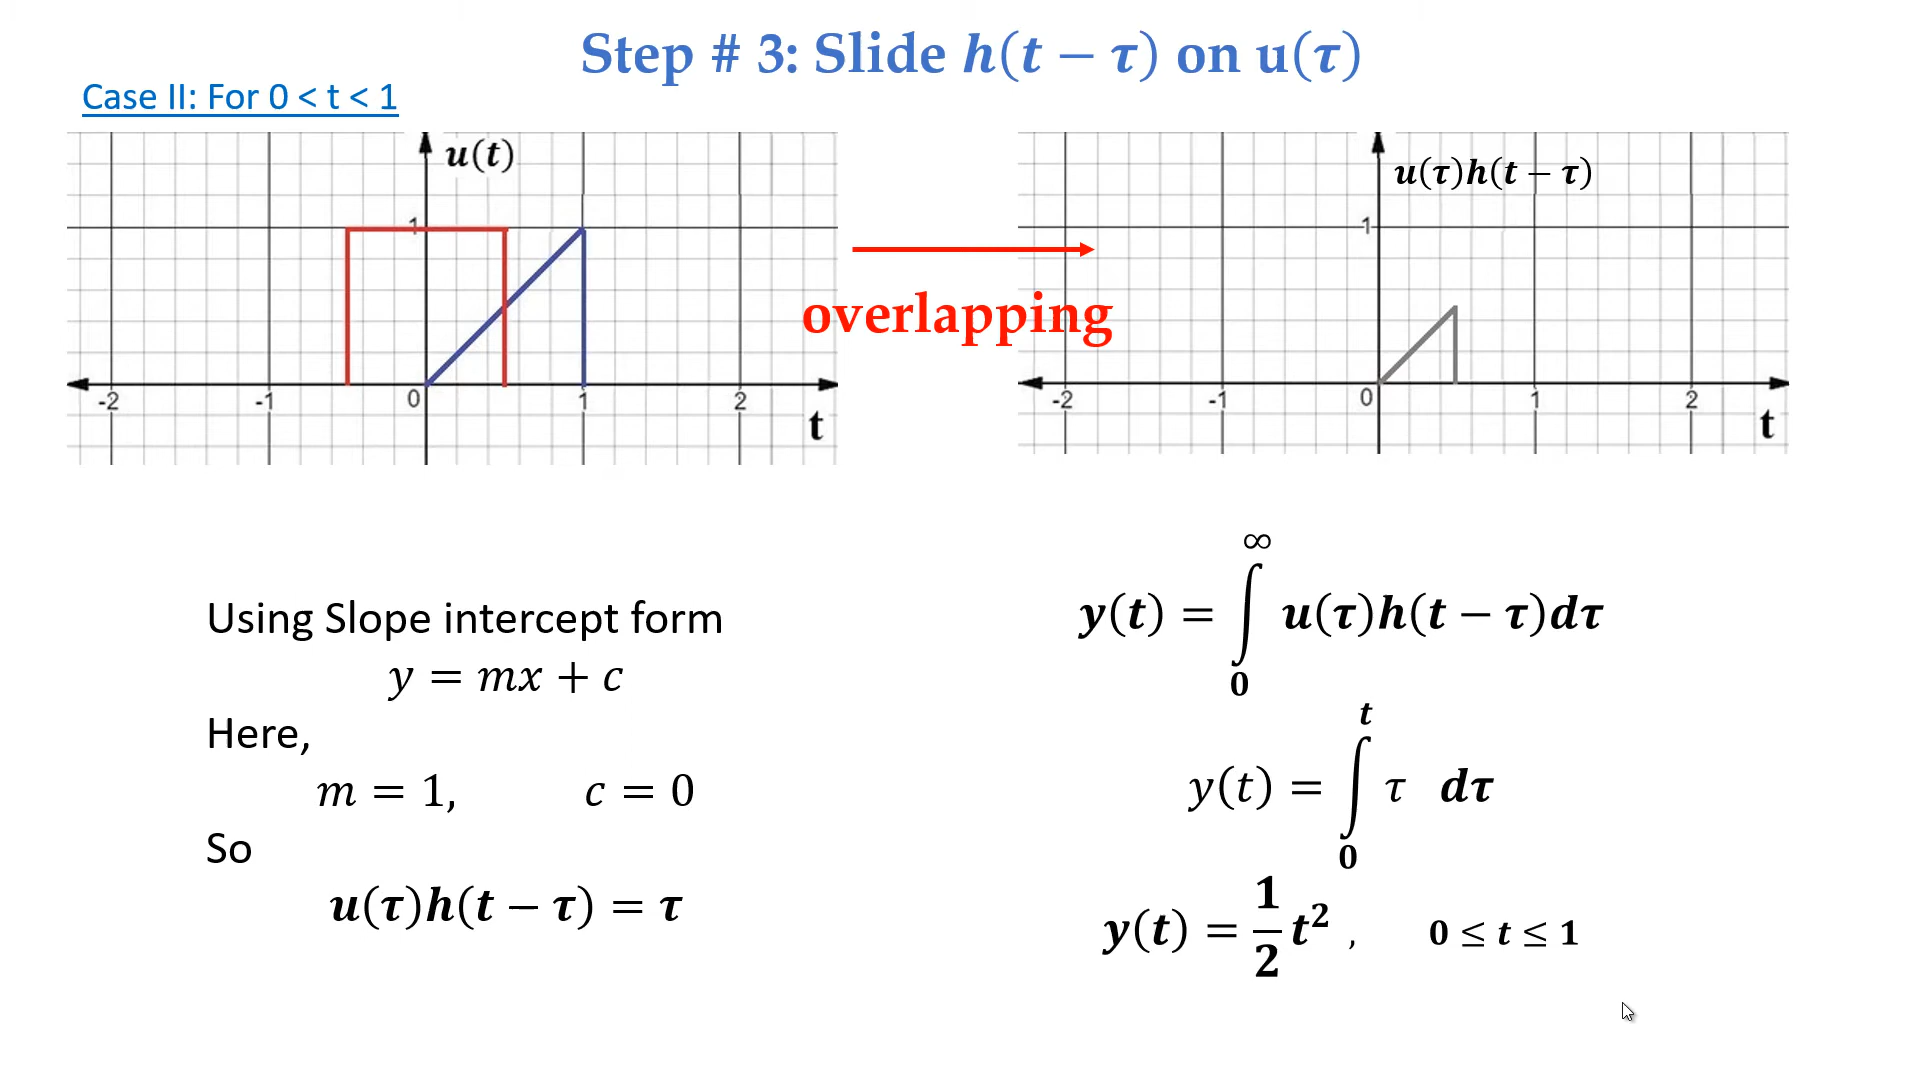 Step # 3: Slide h(t − τ) on u(τ)
Case II: For 0 < t < 1
u(t)
1
-2 -1 0 1 2
t
overlapping
u(τ)h(t − τ)
1
-2 -1 0 1 2
t
Using Slope intercept form
y = mx + c
Here,
m = 1, c = 0
So
u(τ)h(t − τ) = τ
y(t) = ∫₀^∞ u(τ)h(t − τ)dτ
y(t) = ∫₀^t τ dτ
y(t) = 1/2 t² , 0 ≤ t ≤ 1